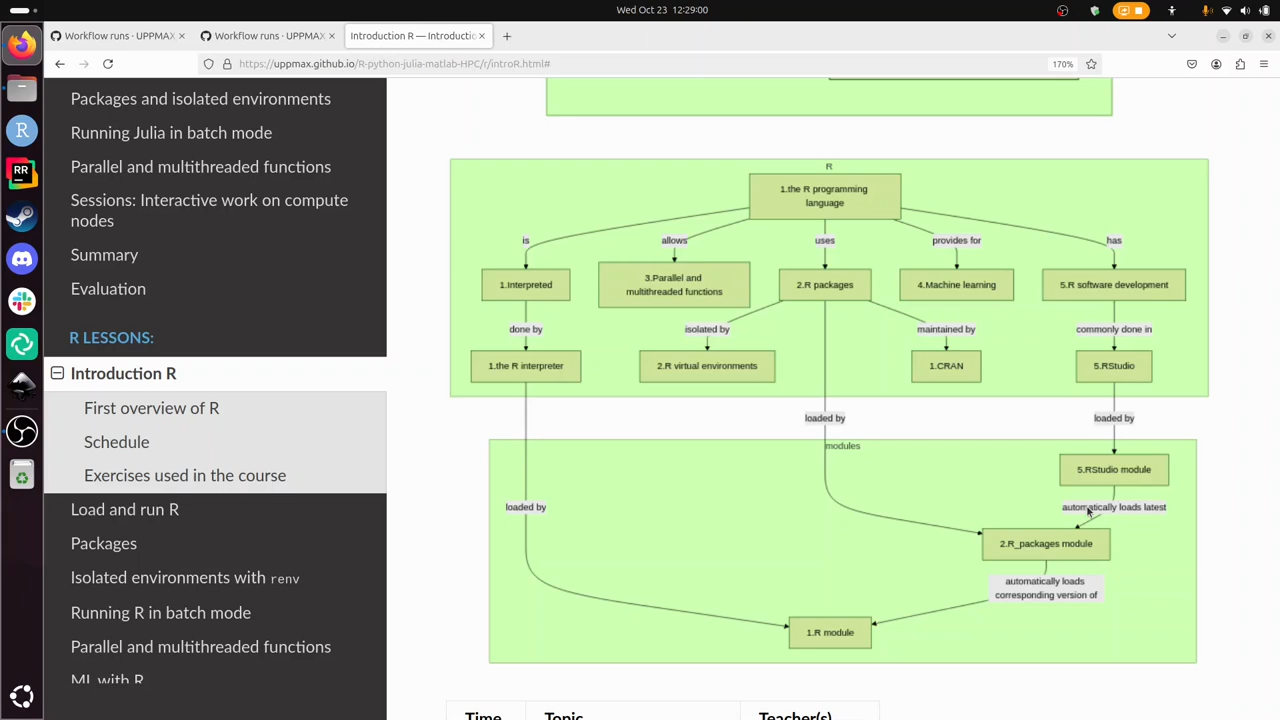 Wed Oct 23 12:29:00
Workflow runs · UPPMAX
Workflow runs · UPPMAX
Introduction R — Introductio
https://uppmax.github.io/R-python-julia-matlab-HPC/r/introR.html#
170%
Packages and isolated environments
Running Julia in batch mode
Parallel and multithreaded functions
Sessions: Interactive work on compute
nodes
Summary
Evaluation
R LESSONS:
Introduction R
First overview of R
Schedule
Exercises used in the course
Load and run R
Packages
Isolated environments with renv
Running R in batch mode
Parallel and multithreaded functions
ML with R
R
1.the R programming
language
is
allows
uses
provides for
has
1.Interpreted
3.Parallel and
multithreaded functions
2.R packages
4.Machine learning
5.R software development
done by
isolated by
maintained by
commonly done in
1.the R interpreter
2.R virtual environments
1.CRAN
5.RStudio
loaded by
loaded by
modules
5.RStudio module
loaded by
automatically loads latest
2.R_packages module
automatically loads
corresponding version of
1.R module
Time
Topic
Teacher(s)
R
RR